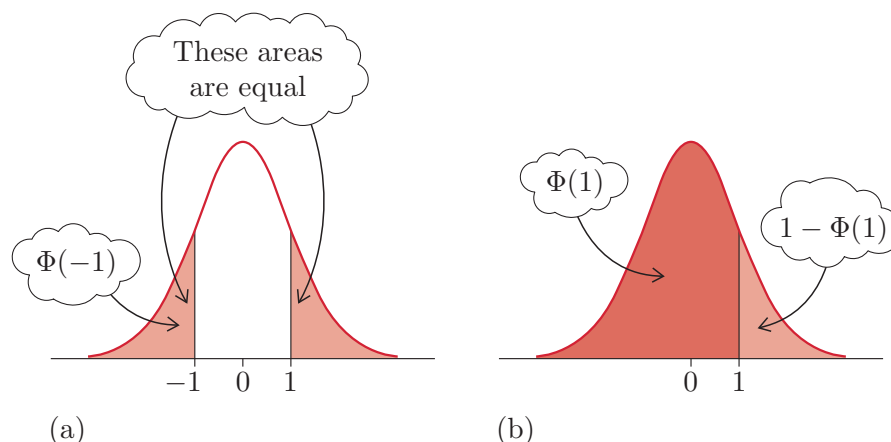 These areas
are equal
Φ(−1)
−1 0 1
(a)
Φ(1)
1 − Φ(1)
0 1
(b)